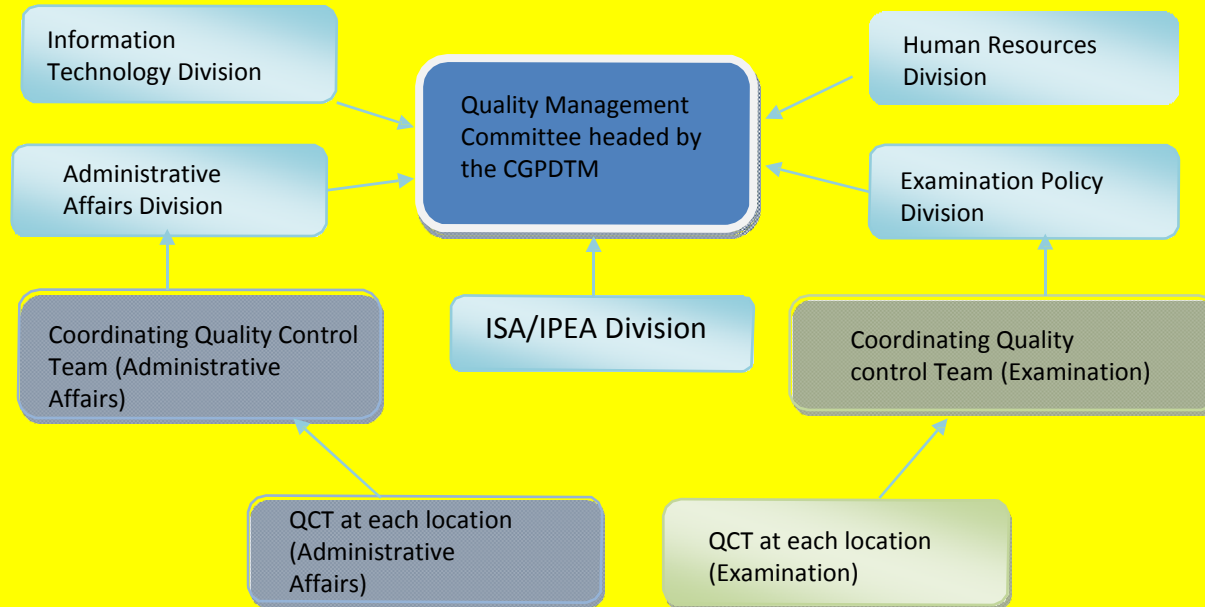 Information
Technology Division
Quality Management
Committee headed by
the CGPDTM
Human Resources
Division
Administrative
Affairs Division
Examination Policy
Division
Coordinating Quality Control
Team (Administrative
Affairs)
ISA/IPEA Division
Coordinating Quality
control Team (Examination)
QCT at each location
(Administrative
Affairs)
QCT at each location
(Examination)